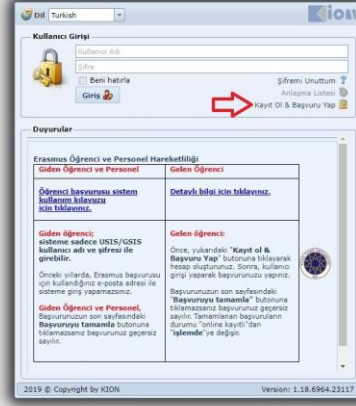 Dil Turkish
Kion
Kullanıcı Girişi
Kullanıcı Adı
Şifre
Beni hatırla
Giriş
Şifremi Unuttum
Anlaşma Listesi
Kayıt Ol & Başvuru Yap
Duyurular
Erasmus Öğrenci ve Personel Hareketliliği
Giden Öğrenci ve Personel
Gelen Öğrenci
Öğrenci başvurusu sistem
kullanım kılavuzu
için tıklayınız.
Detaylı bilgi için tıklayınız.
Giden öğrenci;
sisteme sadece USIS/GSIS
kullanıcı adı ve şifresi ile
girebilir.
Önceki yıllarda, Erasmus başvurusu
için kullandığınız e-posta adresi ile
sisteme giriş yapamazsınız.
Giden Öğrenci ve Personel,
Başvurunuzun son sayfasındaki
Başvuruyu tamamla butonuna
tıklamazsanız başvurunuz geçersiz
sayılır.
Gelen öğrenci:
Önce, yukarıdaki "Kayıt ol &
Başvuru Yap" butonuna tıklayarak
hesap oluşturunuz. Sonra, kullanıcı
girişi yaparak başvurunuzu yapınız.
Başvurunuzun son sayfasındaki
"Başvuruyu tamamla" butonuna
tıklamazsanız başvurunuz geçersiz
sayılır. Tamamlanan başvuruların
durumu "online kayıtlı"dan
"işlemde"ye değişir.
2019 © Copyright by KION
Version: 1.18.6964.23117